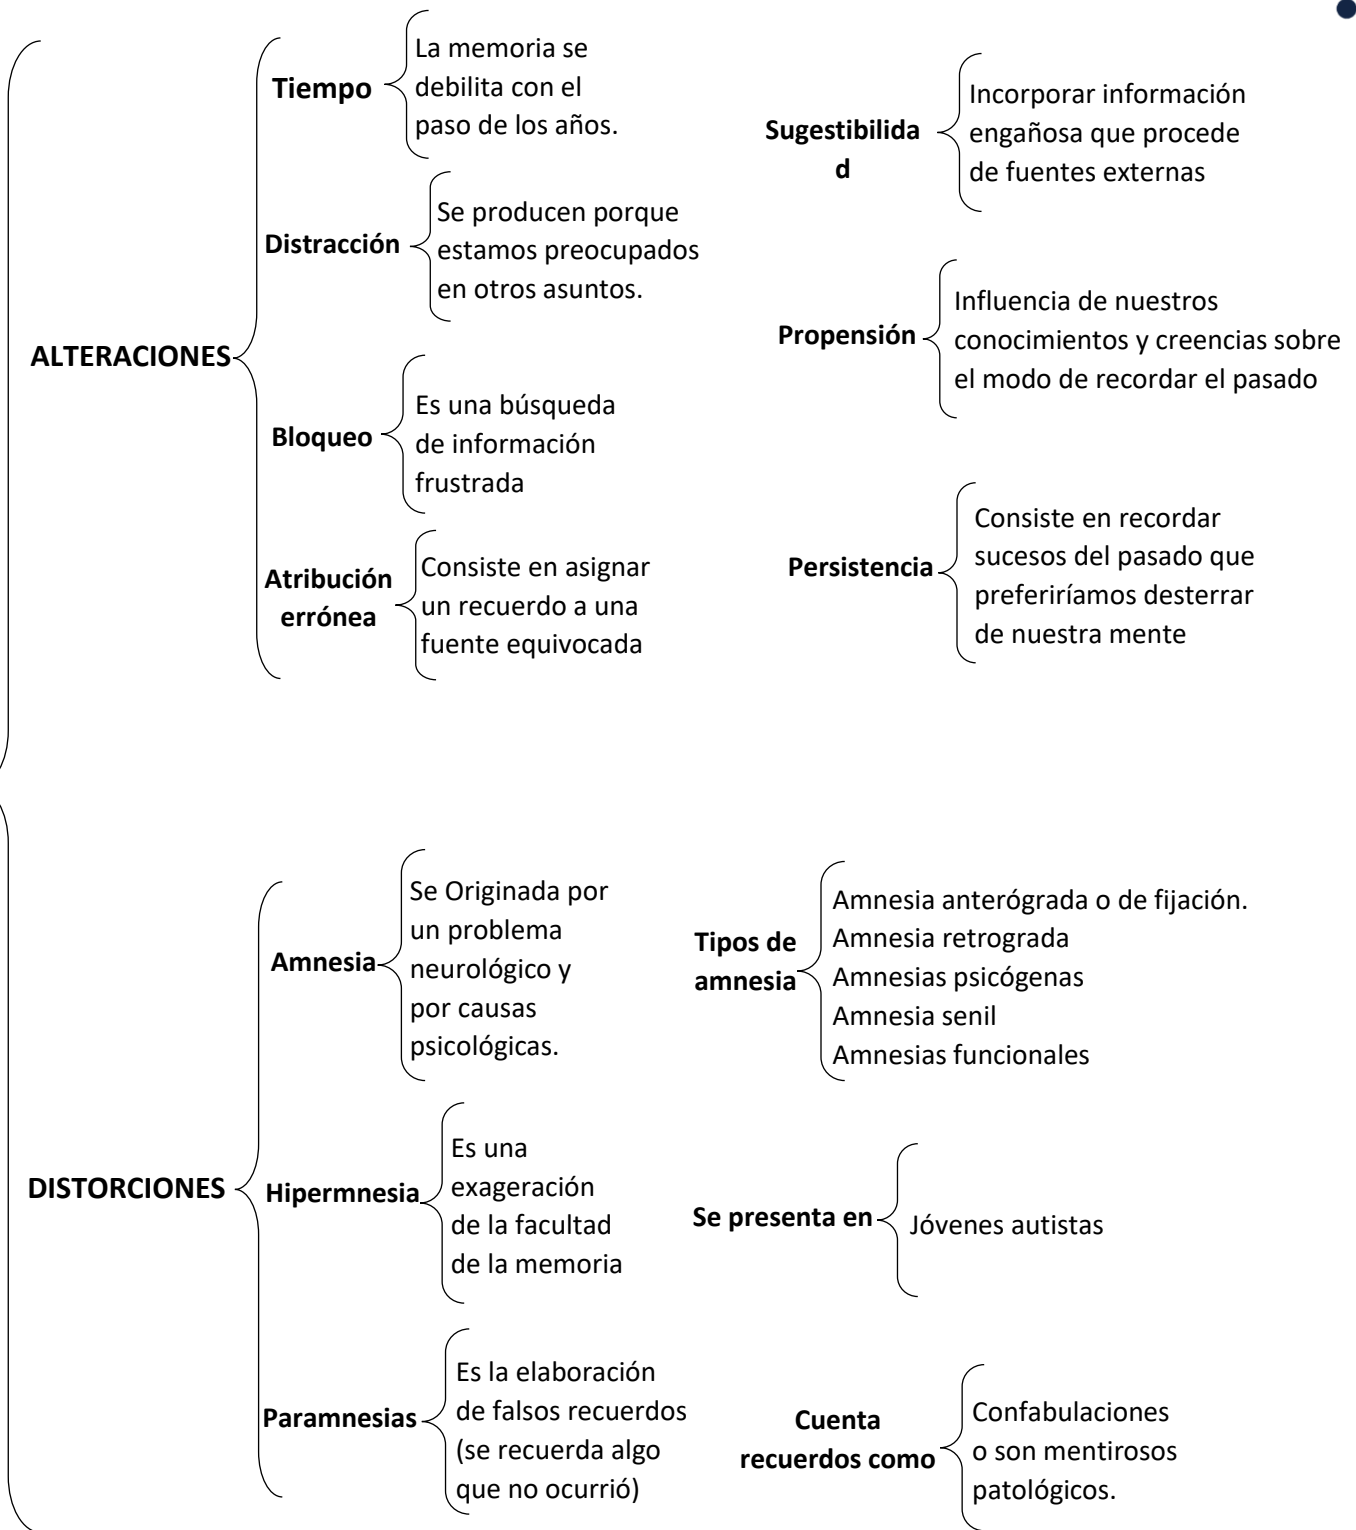 ALTERACIONES
Tiempo
La memoria se
debilita con el
paso de los años.
Distracción
Se producen porque
estamos preocupados
en otros asuntos.
Bloqueo
Es una búsqueda
de información
frustrada
Atribución
errónea
Consiste en asignar
un recuerdo a una
fuente equivocada
Sugestibilida
d
Incorporar información
engañosa que procede
de fuentes externas
Propensión
Influencia de nuestros
conocimientos y creencias sobre
el modo de recordar el pasado
Persistencia
Consiste en recordar
sucesos del pasado que
preferiríamos desterrar
de nuestra mente
DISTORCIONES
Amnesia
Se Originada por
un problema
neurológico y
por causas
psicológicas.
Tipos de
amnesia
Amnesia anterógrada o de fijación.
Amnesia retrograda
Amnesias psicógenas
Amnesia senil
Amnesias funcionales
Hipermnesia
Es una
exageración
de la facultad
de la memoria
Se presenta en
Jóvenes autistas
Paramnesias
Es la elaboración
de falsos recuerdos
(se recuerda algo
que no ocurrió)
Cuenta
recuerdos como
Confabulaciones
o son mentirosos
patológicos.